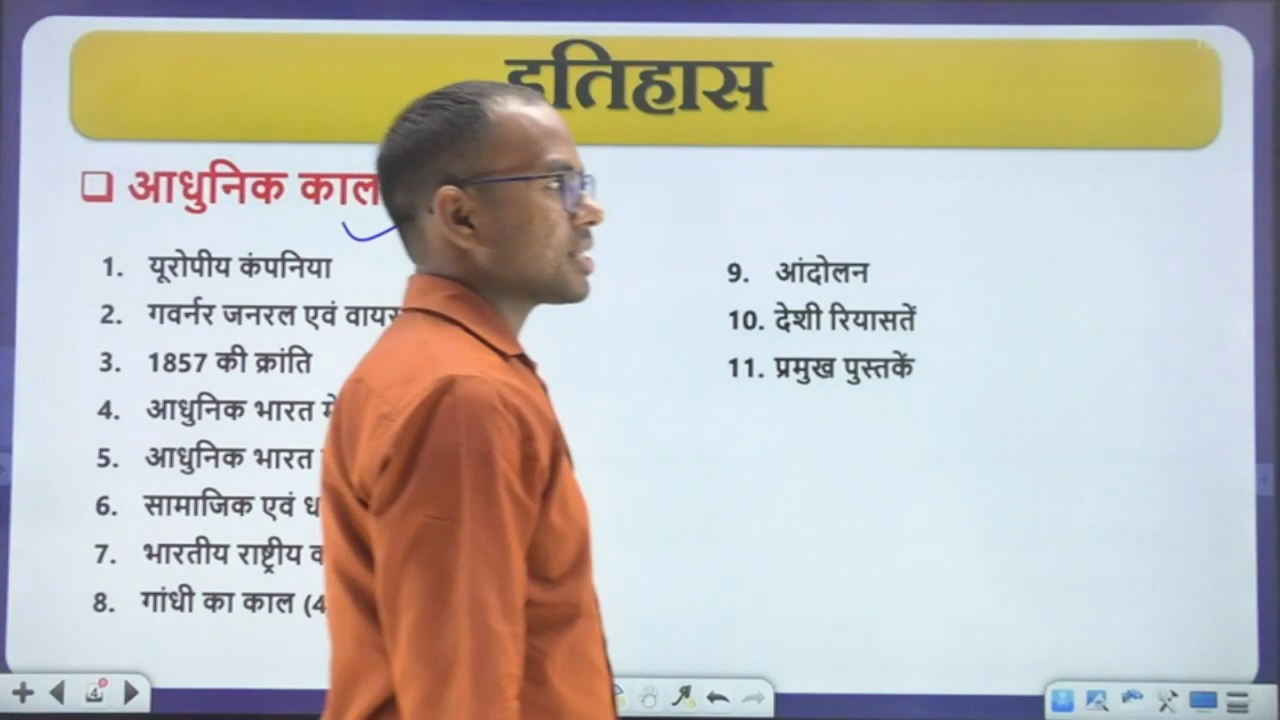 इतिहास
आधुनिक काल
1. यूरोपीय कंपनिया
2. गवर्नर जनरल एवं
3. 1857 की क्रांति
4. आधुनिक भारत
5. आधुनिक भारत
6. सामाजिक एवं
7. भारतीय राष्ट्रीय
8. गांधी का काल (4
9. आंदोलन
10. देशी रियासतें
11. प्रमुख पुस्तकें
4